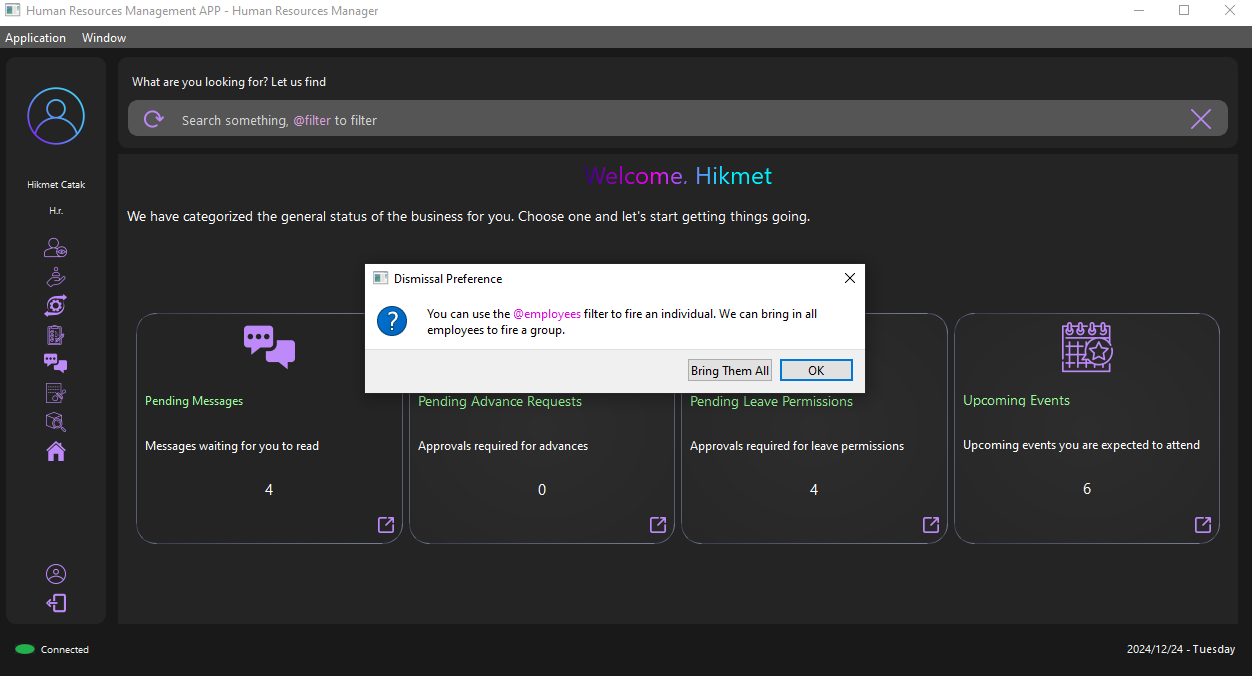 Human Resources Management APP - Human Resources Manager
Application Window
What are you looking for? Let us find
Search something, @filter to filter
Hikmet Catak
H.r.
Welcome, Hikmet
We have categorized the general status of the business for you. Choose one and let's start getting things going.
Dismissal Preference
You can use the @employees filter to fire an individual. We can bring in all
employees to fire a group.
Bring Them All OK
Pending Messages
Messages waiting for you to read
4
Pending Advance Requests
Approvals required for advances
0
Pending Leave Permissions
Approvals required for leave permissions
4
Upcoming Events
Upcoming events you are expected to attend
6
Connected
2024/12/24 - Tuesday